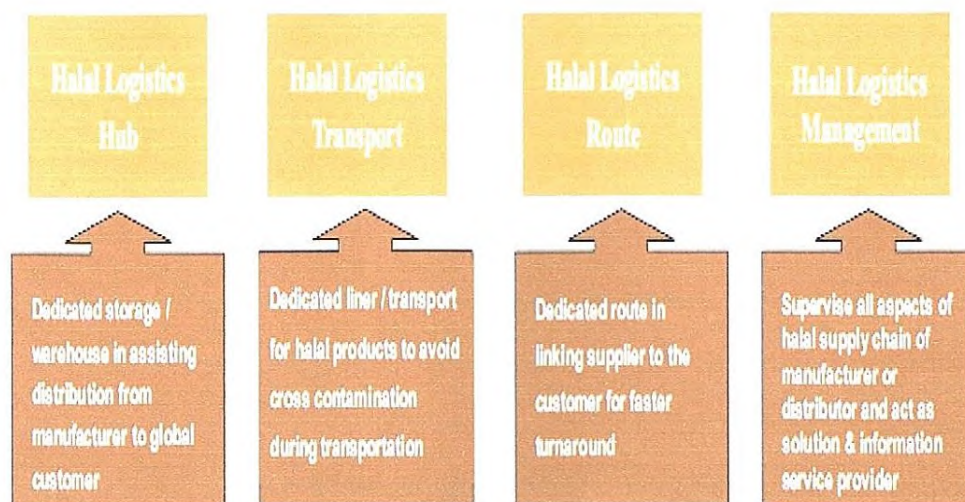 Halal Logistics
Hub
Halal Logistics
Transport
Halal Logistics
Route
Halal Logistics
Management
Dedicated storage /
warehouse in assisting
distribution from
manufacturer to global
customer
Dedicated liner / transport
for halal products to avoid
cross contamination
during transportation
Dedicated route in
linking supplier to the
customer for faster
turnaround
Supervise all aspects of
halal supply chain of
manufacturer or
distributor and act as
solution & information
service provider